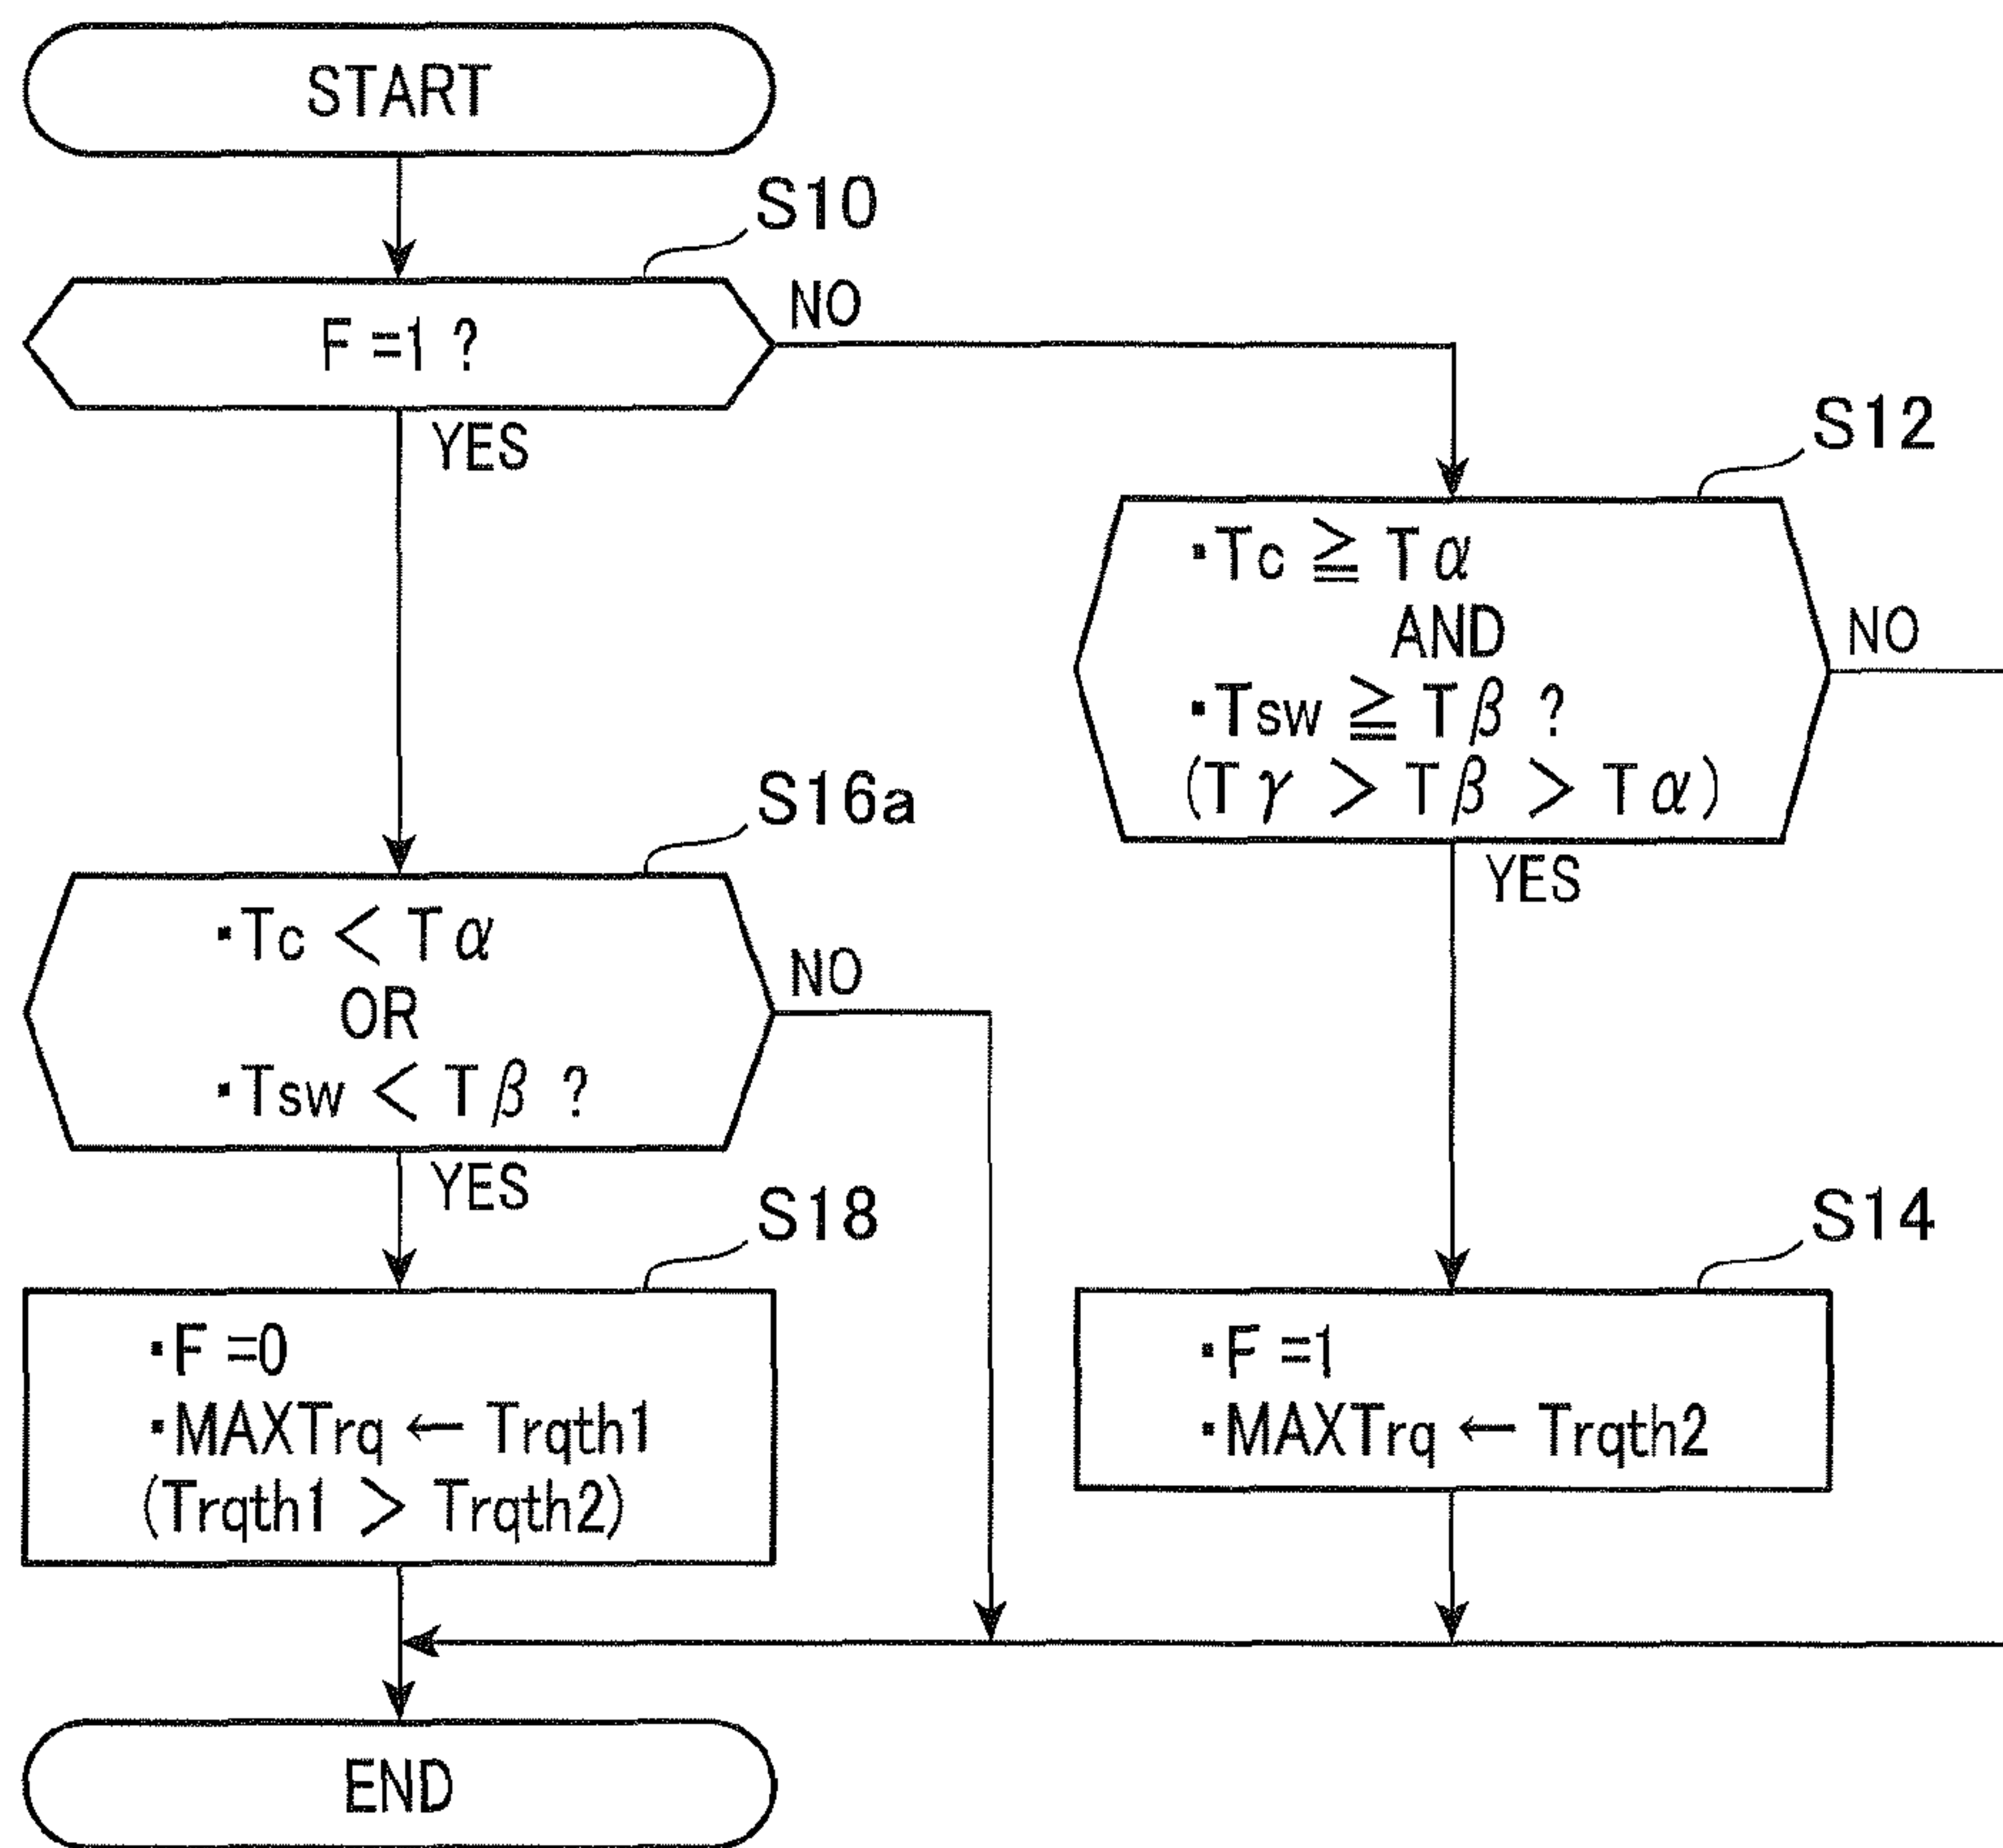 START
S10
F =1 ?
NO
YES
S12
・Tc ≧ Tα
AND
・Tsw ≧ Tβ ?
(Tγ > Tβ > Tα)
NO
YES
S16a
・Tc < Tα
OR
・Tsw < Tβ ?
NO
YES
S18
・F =0
・MAXTrq ← Trqth1
(Trqth1 > Trqth2)
S14
・F =1
・MAXTrq ← Trqth2
END